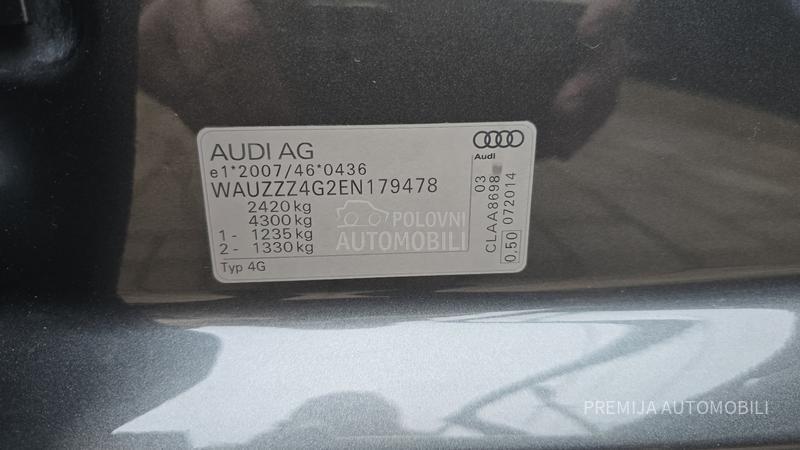 AUDI AG
Audi
e1*2007/46*0436
WAUZZZ4G2EN179478
2420 kg
4300 kg
1 - 1235 kg
2 - 1330 kg
Typ 4G
CLAA8698
03
0,50 072014
POLOVNI
AUTOMOBILI
PREMIJA AUTOMOBILI